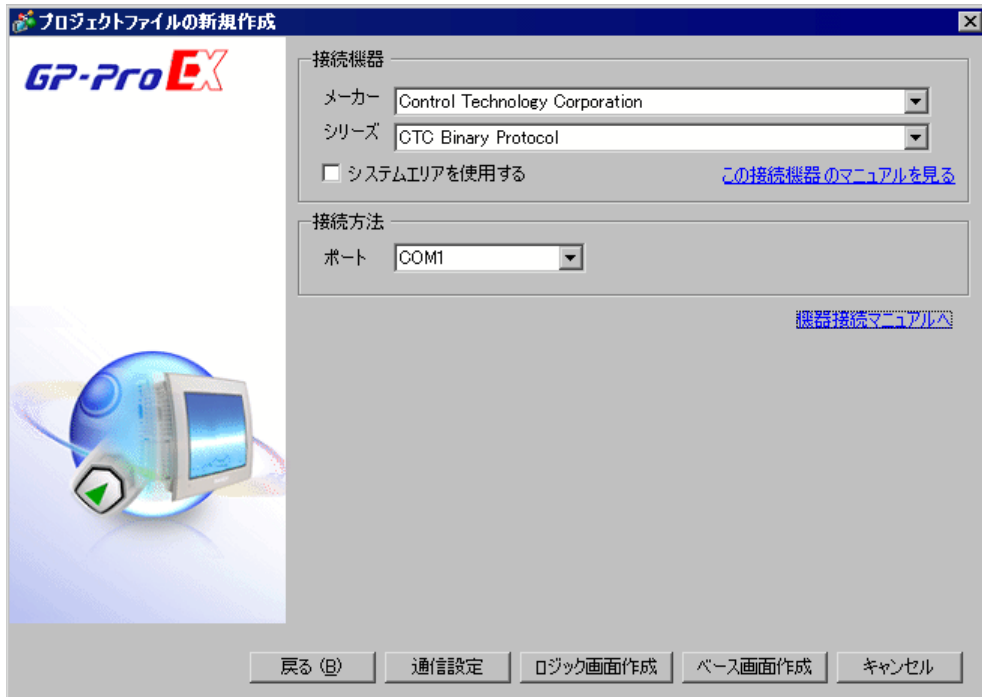 プロジェクトファイルの新規作成
GP-Pro EX
接続機器
メーカー Control Technology Corporation
シリーズ CTC Binary Protocol
システムエリアを使用する この接続機器のマニュアルを見る
接続方法
ポート COM1
機器接続マニュアルへ
戻る (B) 通信設定 ロジック画面作成 ベース画面作成 キャンセル